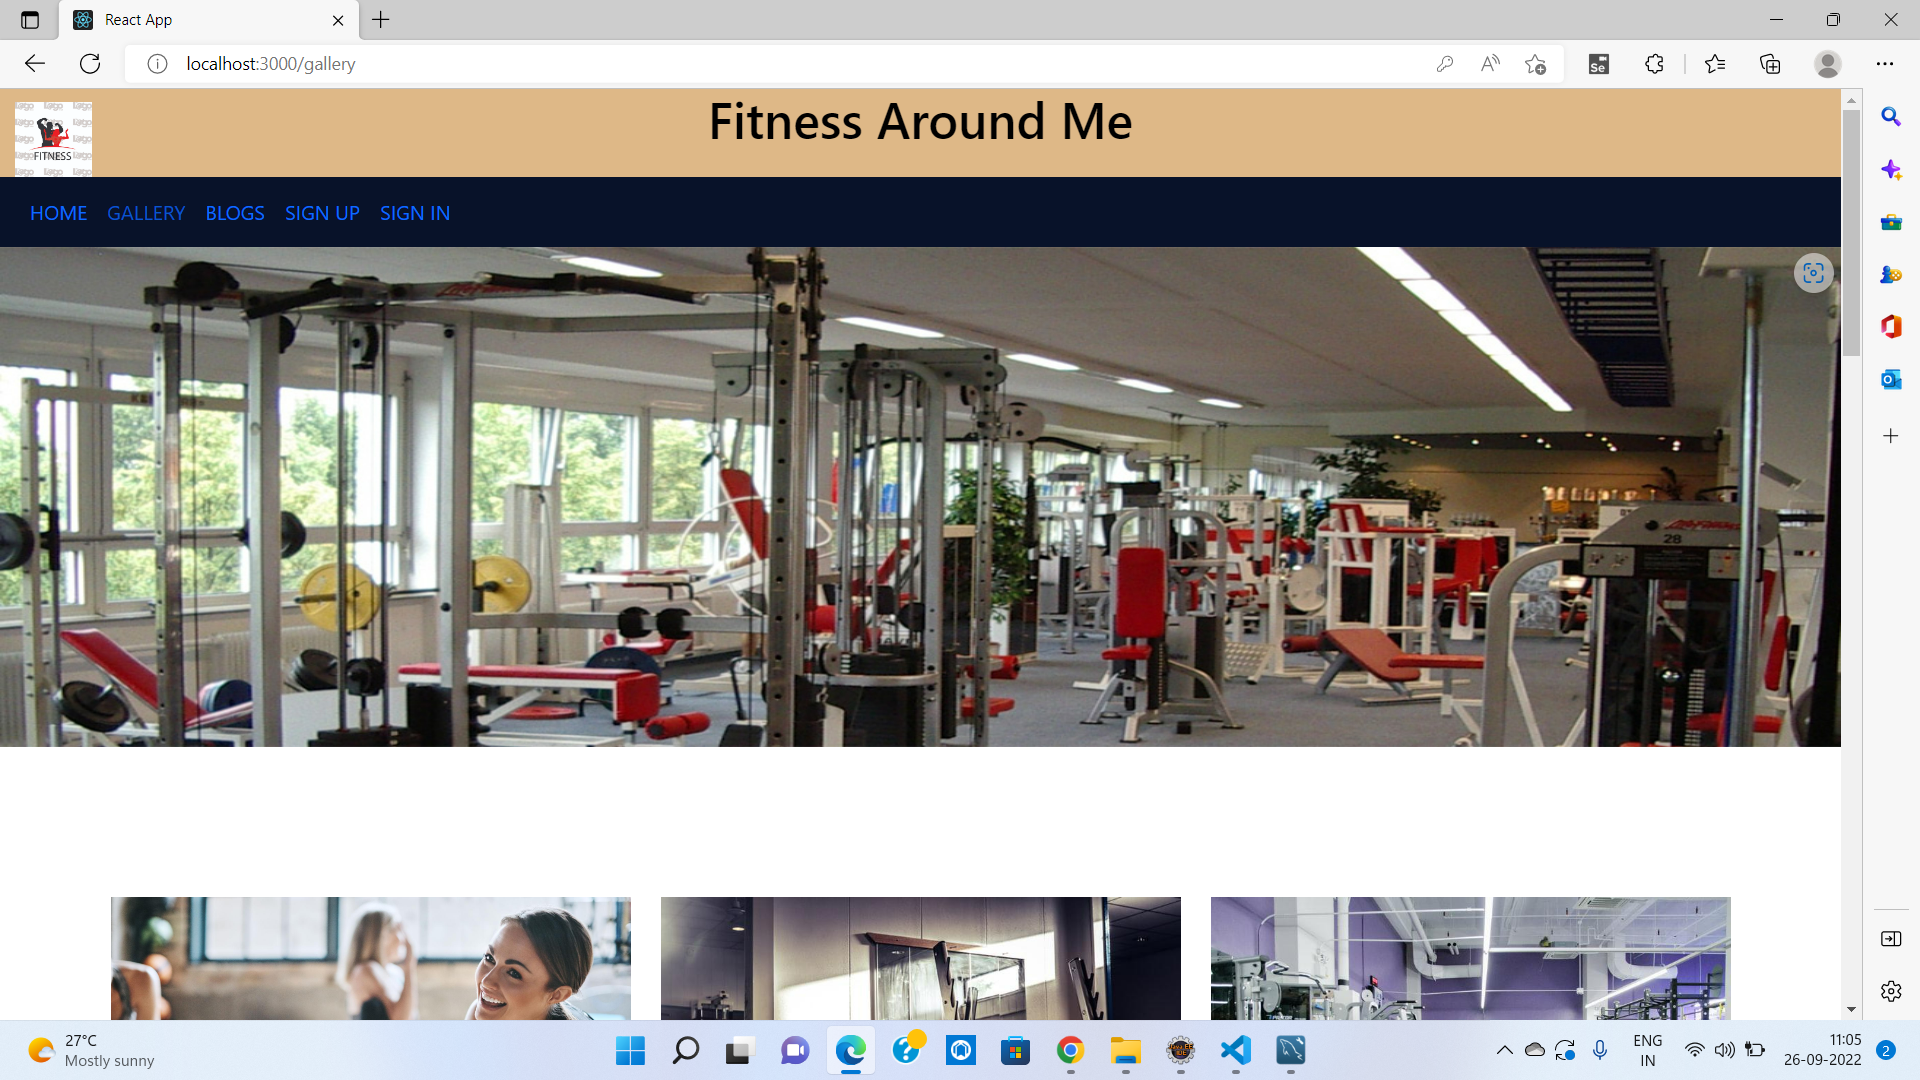 React App
localhost:3000/gallery
Se
Fitness Around Me
FITNESS
HOME GALLERY BLOGS SIGN UP SIGN IN
28
27°C
Mostly sunny
ENG
IN
11:05
26-09-2022
2